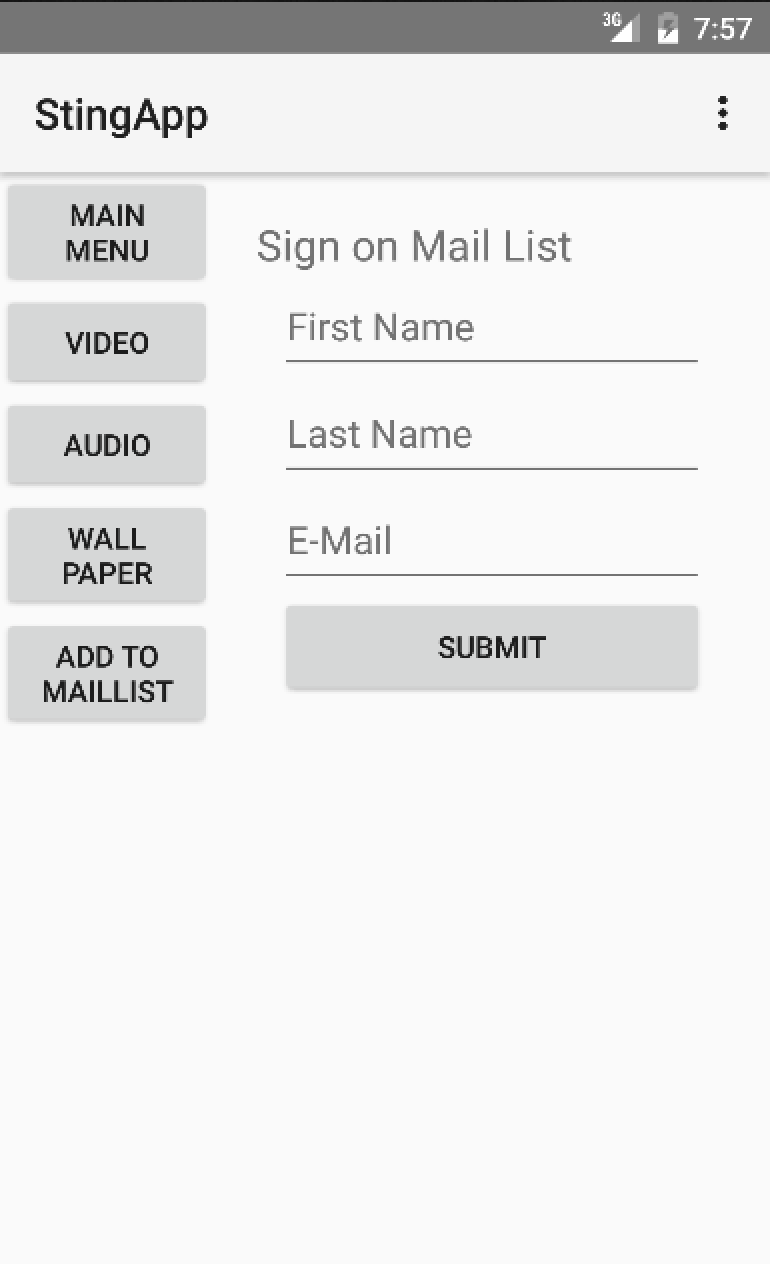 3G 7:57
StingApp
MAIN
MENU
VIDEO
AUDIO
WALL
PAPER
ADD TO
MAILLIST
Sign on Mail List
First Name
Last Name
E-Mail
SUBMIT